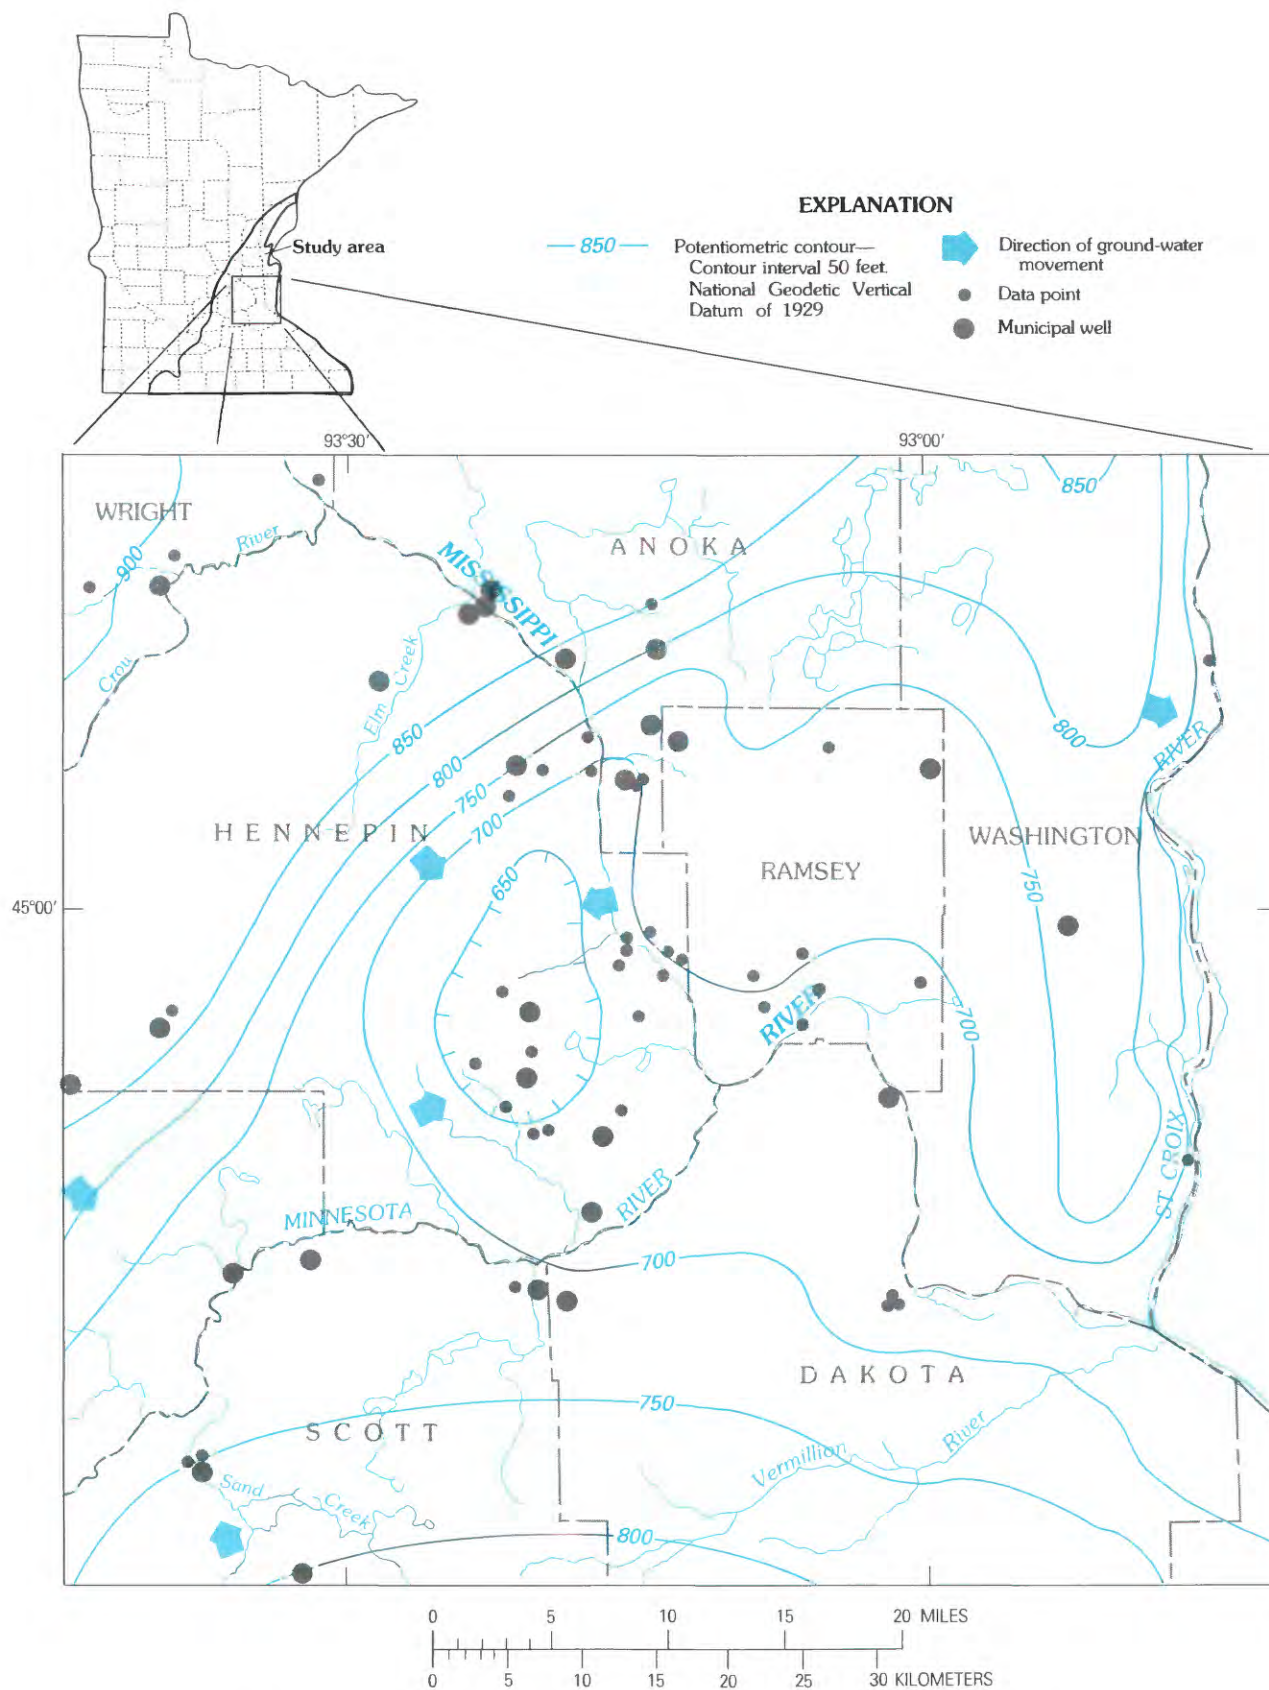 Study area
EXPLANATION
850
Potentiometric contour—
Contour interval 50 feet.
National Geodetic Vertical
Datum of 1929
Direction of ground-water
movement
Data point
Municipal well
93°30'
93°00'
WRIGHT
River
900
Crow
MISSISSIPPI
ANOKA
850
Elm Creek
850
800
750
700
800
RIVER
HENNEPIN
650
RAMSEY
WASHINGTON
750
45°00'
RIVER
700
ST CROIX
MINNESOTA
RIVER
700
DAKOTA
750
SCOTT
Vermillion
River
Sand
Creek
800
0 5 10 15 20 MILES
0 5 10 15 20 25 30 KILOMETERS